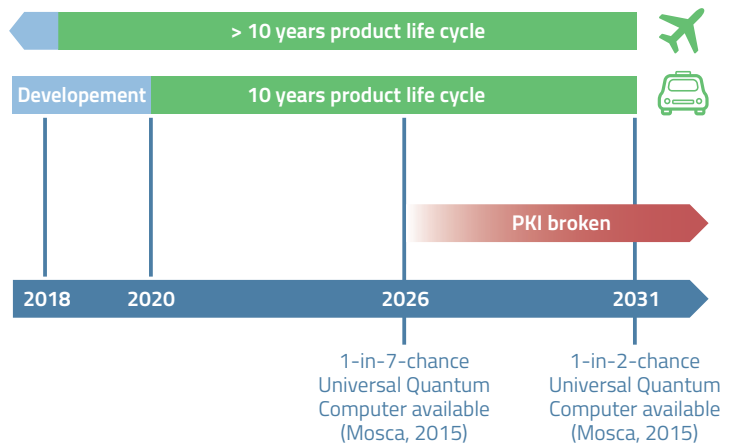 > 10 years product life cycle
Developement
10 years product life cycle
PKI broken
2018
2020
2026
2031
1-in-7-chance
Universal Quantum
Computer available
(Mosca, 2015)
1-in-2-chance
Universal Quantum
Computer available
(Mosca, 2015)